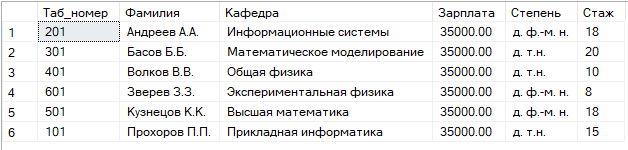 Таб_номер Фамилия Кафедра Зарплата Степень Стаж
1 201 Андреев А.А. Информационные системы 35000.00 д. ф.-м. н. 18
2 301 Басов Б.Б. Математическое моделирование 35000.00 д. т.н. 20
3 401 Волков В.В. Общая физика 35000.00 д. т.н. 10
4 601 Зверев З.З. Экспериментальная физика 35000.00 д. ф.-м. н. 8
5 501 Кузнецов К.К. Высшая математика 35000.00 д. ф.-м. н. 18
6 101 Прохоров П.П. Прикладная информатика 35000.00 д. т.н. 15